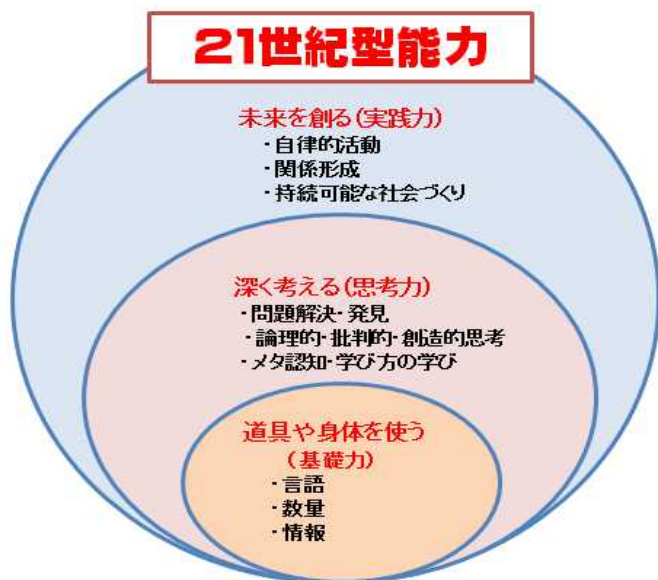 21世紀型能力
未来を創る(実践力)
・自律的活動
・関係形成
・持続可能な社会づくり
深く考える(思考力)
・問題解決・発見
・論理的・批判的・創造的思考
・メタ認知・学び方の学び
道具や身体を使う
(基礎力)
・言語
・数量
・情報